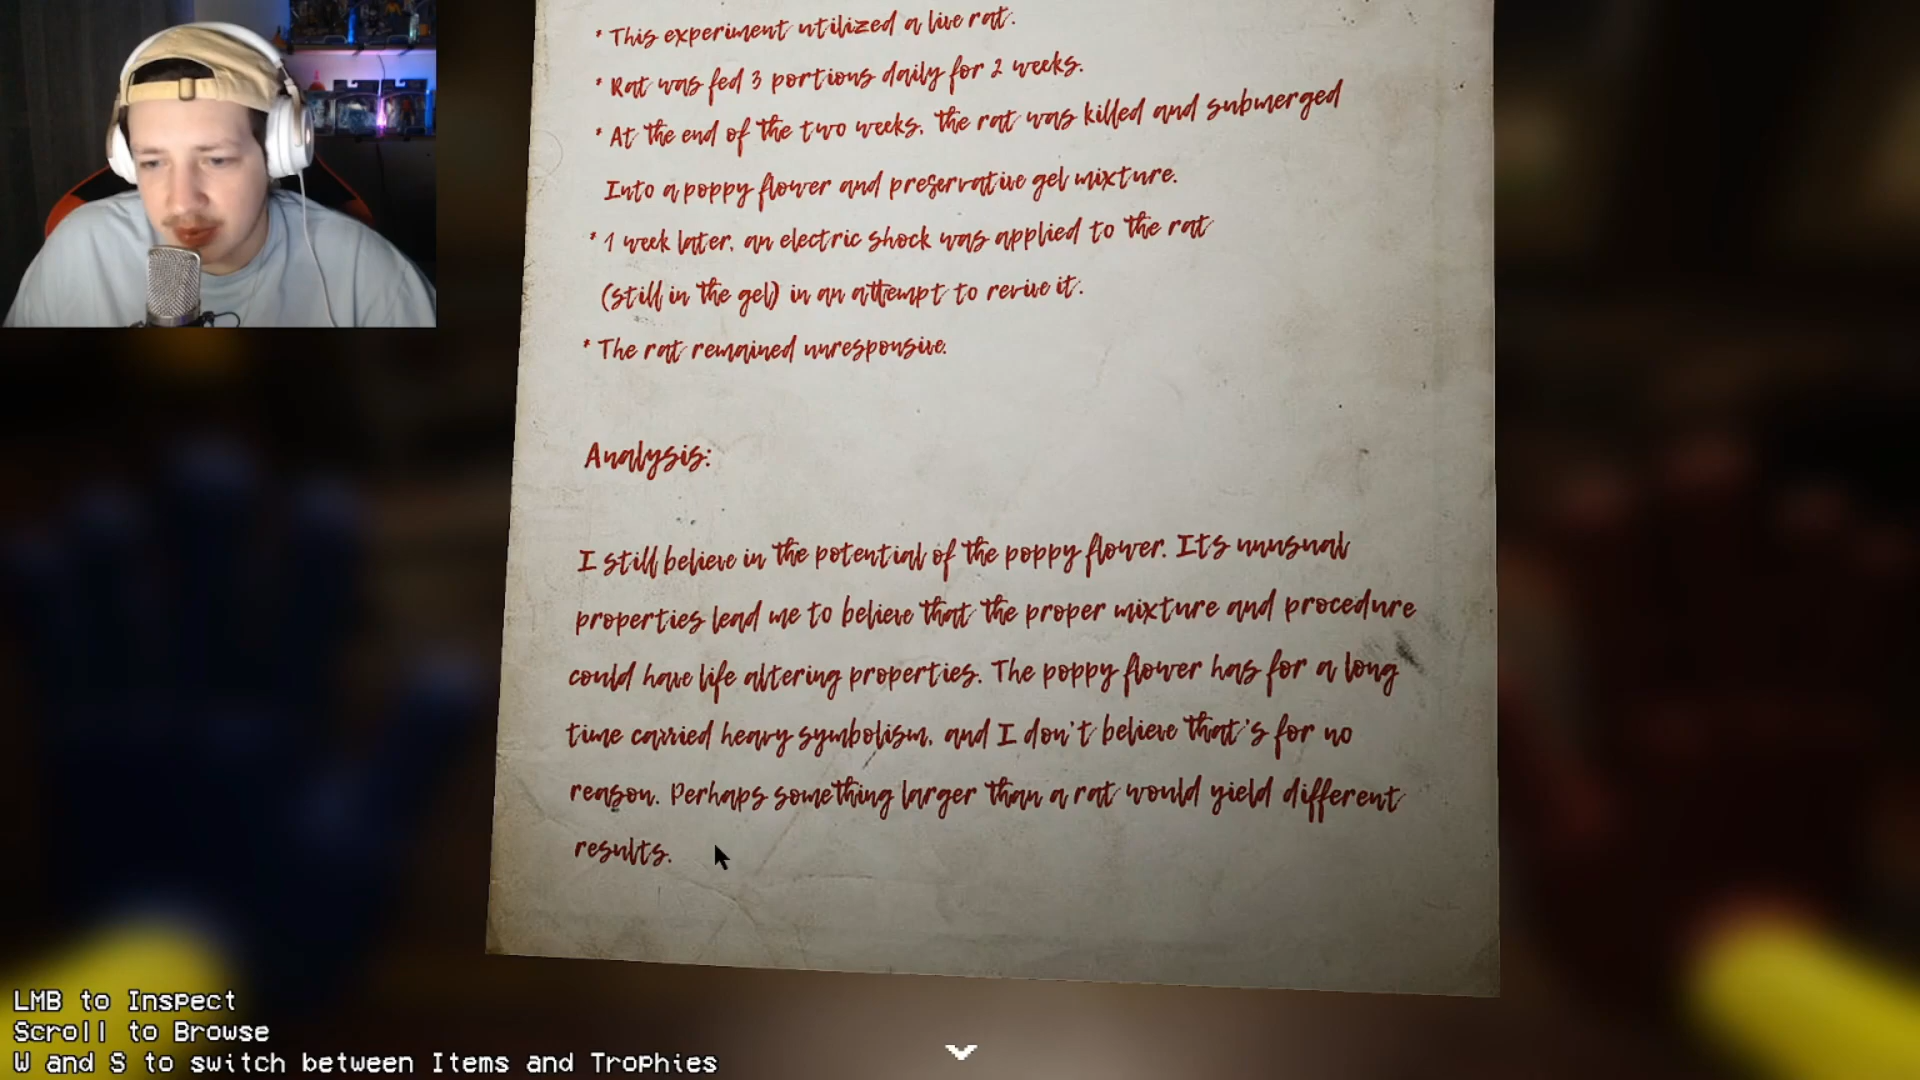 * This experiment utilized a live rat.
* Rat was fed 3 portions daily for 2 weeks.
* At the end of the two weeks, the rat was killed and submerged
Into a poppy flower and preservative gel mixture.
* 1 week later, an electric shock was applied to the rat
(still in the gel) in an attempt to revive it.
* The rat remained unresponsive.
Analysis:
I still believe in the potential of the poppy flower. Its unusual
properties lead me to believe that the proper mixture and procedure
could have life altering properties. The poppy flower has for a long
time carried heavy symbolism, and I don't believe that's for no
reason. Perhaps something larger than a rat would yield different
results.
LMB to Inspect
Scroll to Browse
W and S to switch between Items and Trophies